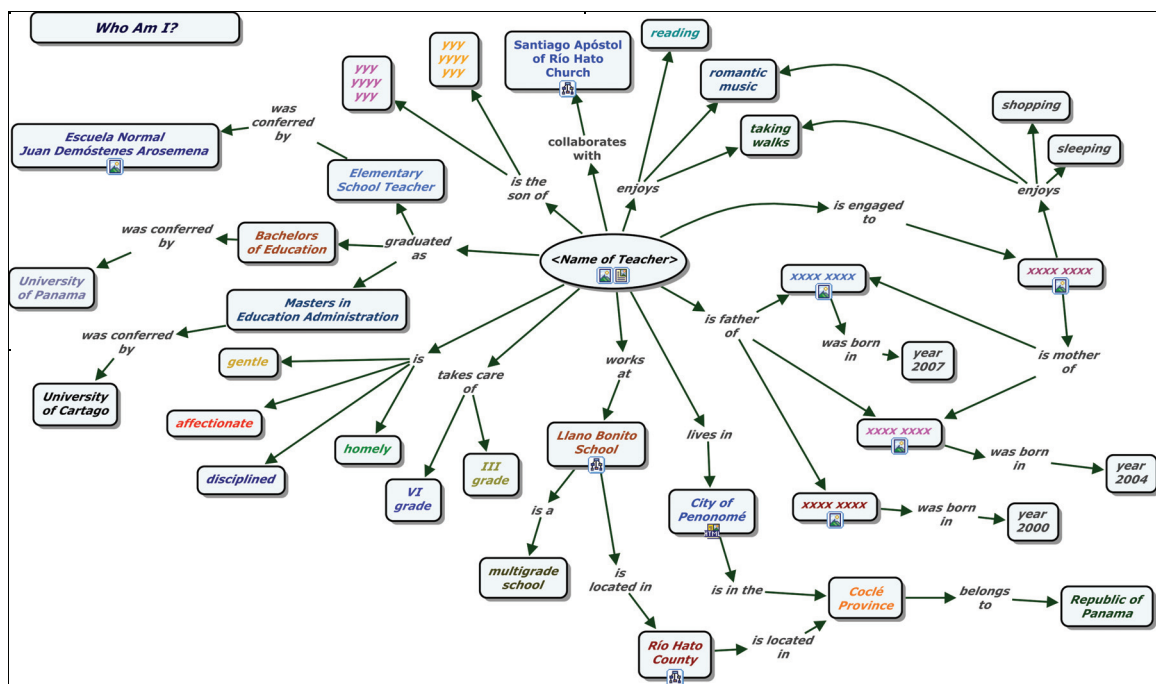 Who Am I?
yyy
yyyy
yyy
yyy
yyyy
yyy
Santiago Apóstol
of Río Hato
Church
reading
romantic
music
taking
walks
shopping
sleeping
enjoys
was
conferred
by
Escuela Normal
Juan Demóstenes Arosemena
Elementary
School Teacher
is the
son of
collaborates
with
enjoys
is engaged
to
was conferred
by
Bachelors
of Education
graduated
as
<Name of Teacher>
xxxx xxxx
xxxx xxxx
University
of Panama
Masters in
Education Administration
is father
of
was conferred
by
was born
in
year
2007
is mother
of
gentle
is
takes care
of
works
at
University
of Cartago
affectionate
homely
disciplined
VI
grade
III
grade
Llano Bonito
School
lives in
xxxx xxxx
was born
in
year
2004
City of
Penonomé
HTML
xxxx xxxx
was born
in
year
2000
is a
multigrade
school
is
located in
is in the
Coclé
Province
belongs
to
Republic of
Panama
Río Hato
County
is located
in